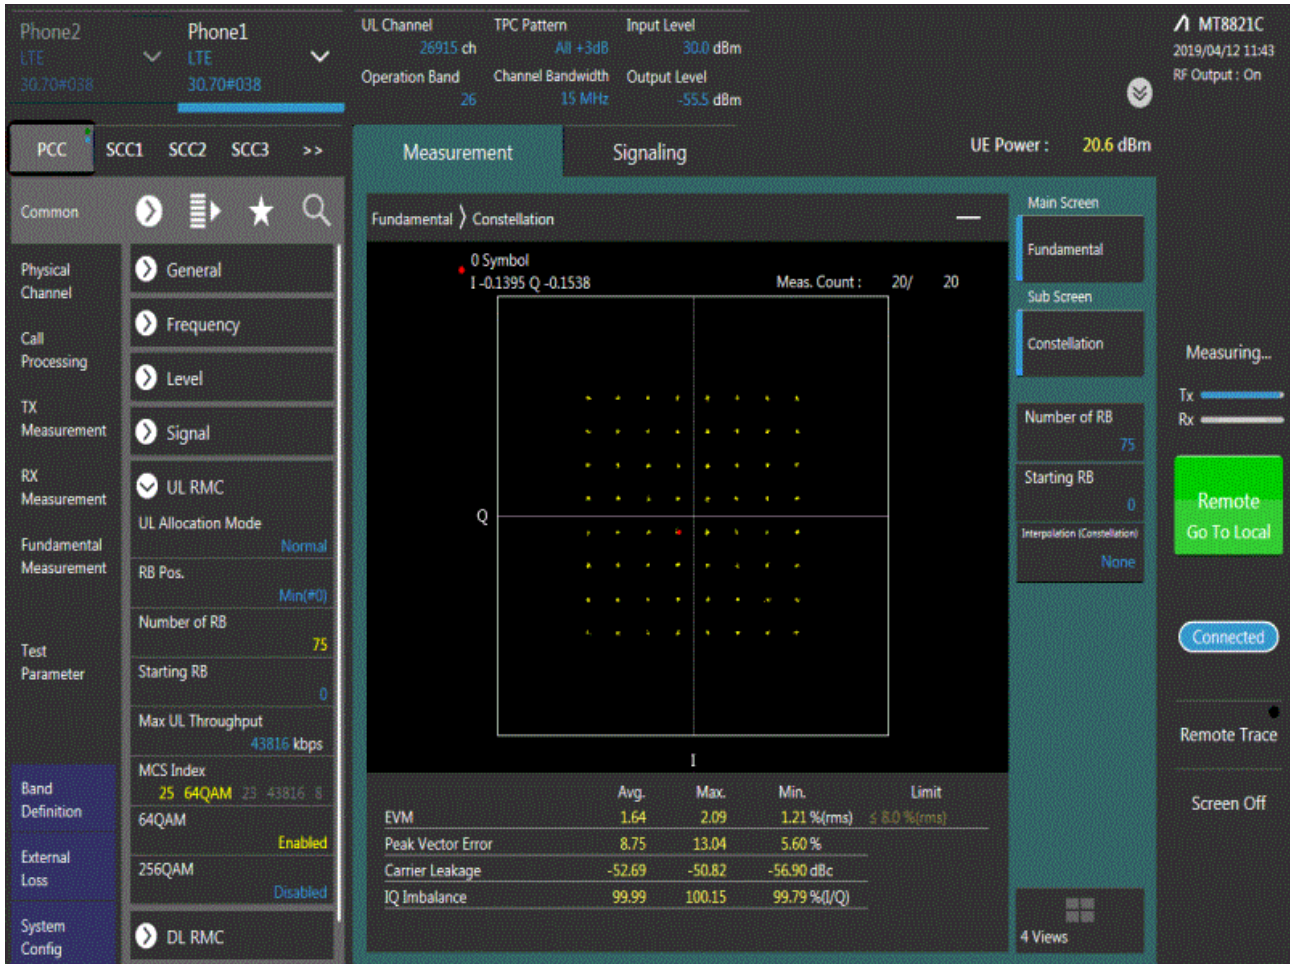 Phone2
LTE
30.70#038
Phone1
LTE
30.70#038
UL Channel
26915 ch
TPC Pattern
All +3dB
Input Level
30.0 dBm
Operation Band
26
Channel Bandwidth
15 MHz
Output Level
-55.5 dBm
MT8821C
2019/04/12 11:43
RF Output : On
PCC SCC1 SCC2 SCC3 >>
Measurement
Signaling
UE Power : 20.6 dBm
Common
Physical
Channel
Call
Processing
TX
Measurement
RX
Measurement
Fundamental
Measurement
Test
Parameter
Band
Definition
External
Loss
System
Config
General
Frequency
Level
Signal
UL RMC
UL Allocation Mode
Normal
RB Pos.
Min(#0)
Number of RB
75
Starting RB
0
Max UL Throughput
43816 kbps
MCS Index
25 64QAM 23 43816 8
64QAM
Enabled
256QAM
Disabled
DL RMC
Fundamental 〉 Constellation
0 Symbol
I -0.1395 Q -0.1538
Meas. Count : 20/ 20
Q
I
Avg. Max. Min. Limit
EVM 1.64 2.09 1.21 %(rms) ≤ 8.0 %(rms)
Peak Vector Error 8.75 13.04 5.60 %
Carrier Leakage -52.69 -50.82 -56.90 dBc
IQ Imbalance 99.99 100.15 99.79 %(I/Q)
Main Screen
Fundamental
Sub Screen
Constellation
Number of RB
75
Starting RB
0
Interpolation (Constellation)
None
4 Views
Measuring...
Tx
Rx
Remote
Go To Local
Connected
Remote Trace
Screen Off